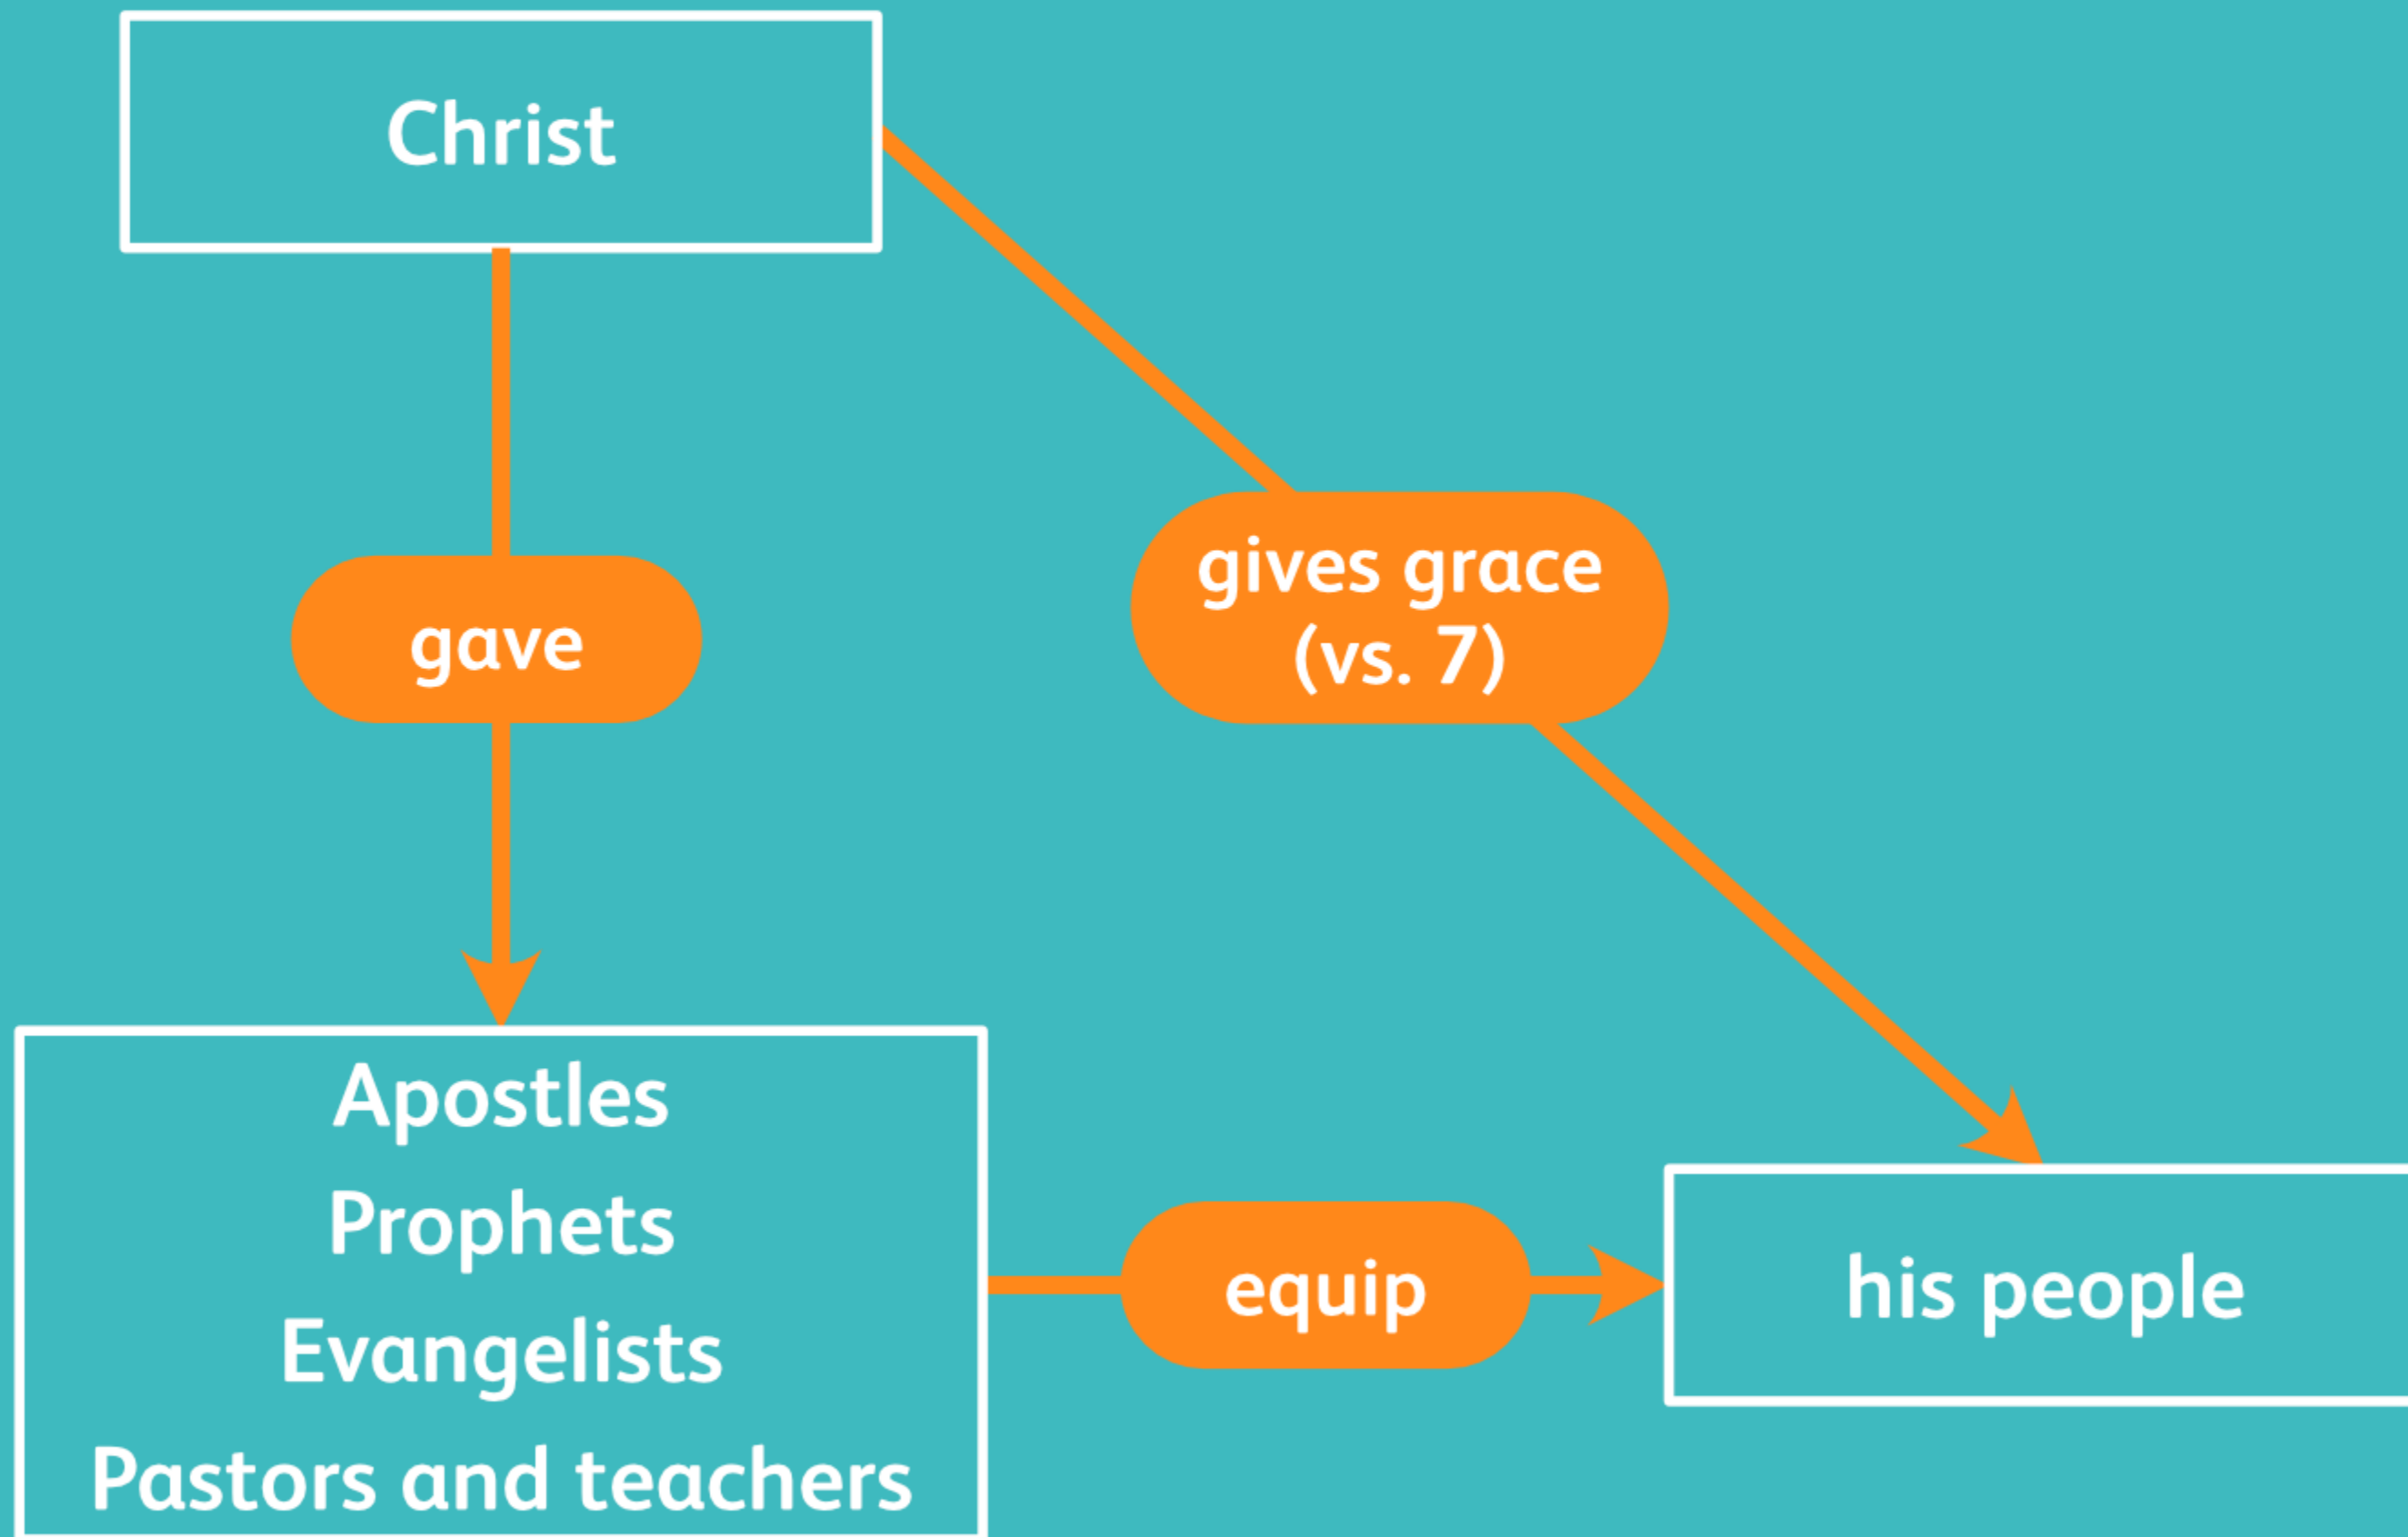 Christ
gave
gives grace
(vs. 7)
Apostles
Prophets
Evangelists
Pastors and teachers
equip
his people